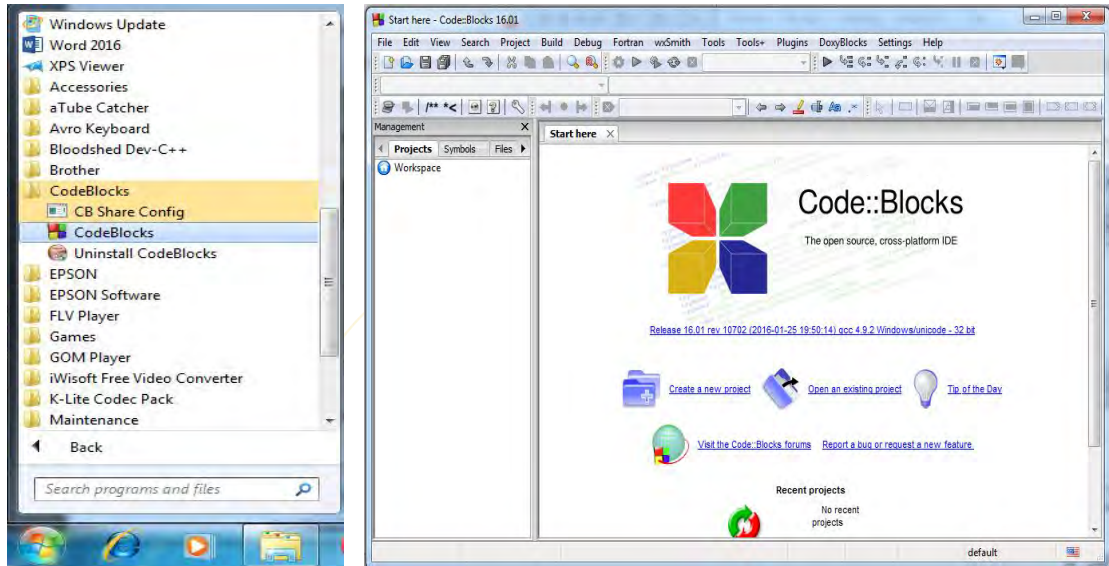 Windows Update
Word 2016
XPS Viewer
Accessories
aTube Catcher
Avro Keyboard
Bloodshed Dev-C++
Brother
CodeBlocks
CB Share Config
CodeBlocks
Uninstall CodeBlocks
EPSON
EPSON Software
FLV Player
Games
GOM Player
iWisoft Free Video Converter
K-Lite Codec Pack
Maintenance
Back
Search programs and files
Start here - Code::Blocks 16.01
File Edit View Search Project Build Debug Fortran wxSmith Tools Tools+ Plugins DoxyBlocks Settings Help
/** *<
Management X
Projects Symbols Files
Workspace
Start here X
Code::Blocks
The open source, cross-platform IDE
Release 16.01 rev 10702 (2016-01-25 19:50:14) gcc 4.9.2 Windows/unicode - 32 bit
Create a new project Open an existing project Tip of the Day
Visit the Code::Blocks forums Report a bug or request a new feature
Recent projects
No recent
projects
default